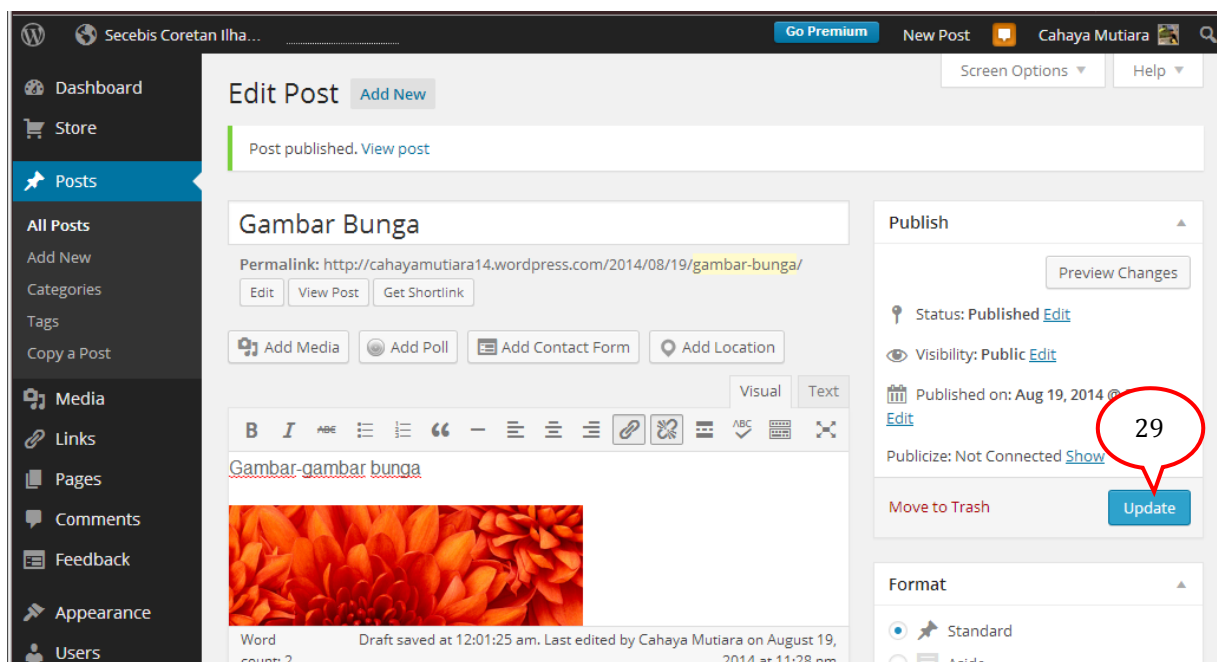 Secebis Coretan Ilha...
Go Premium
New Post
Cahaya Mutiara
Screen Options
Help
Dashboard
Store
Posts
All Posts
Add New
Categories
Tags
Copy a Post
Media
Links
Pages
Comments
Feedback
Appearance
Users
Edit Post Add New
Post published. View post
Gambar Bunga
Permalink: http://cahayamutiara14.wordpress.com/2014/08/19/gambar-bunga/
Edit View Post Get Shortlink
Add Media Add Poll Add Contact Form Add Location
Visual Text
B I ABE ABC
Gambar-gambar bunga
Word Draft saved at 12:01:25 am. Last edited by Cahaya Mutiara on August 19,
count: 2 2014 at 11:28 pm
Publish
Preview Changes
Status: Published Edit
Visibility: Public Edit
Published on: Aug 19, 2014 @
Edit
29
Publicize: Not Connected Show
Move to Trash Update
Format
Standard
Aside